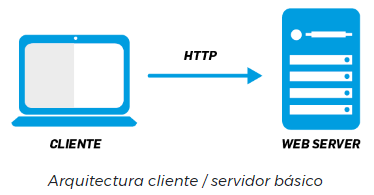 HTTP
CLIENTE
WEB SERVER
Arquitectura cliente / servidor básico